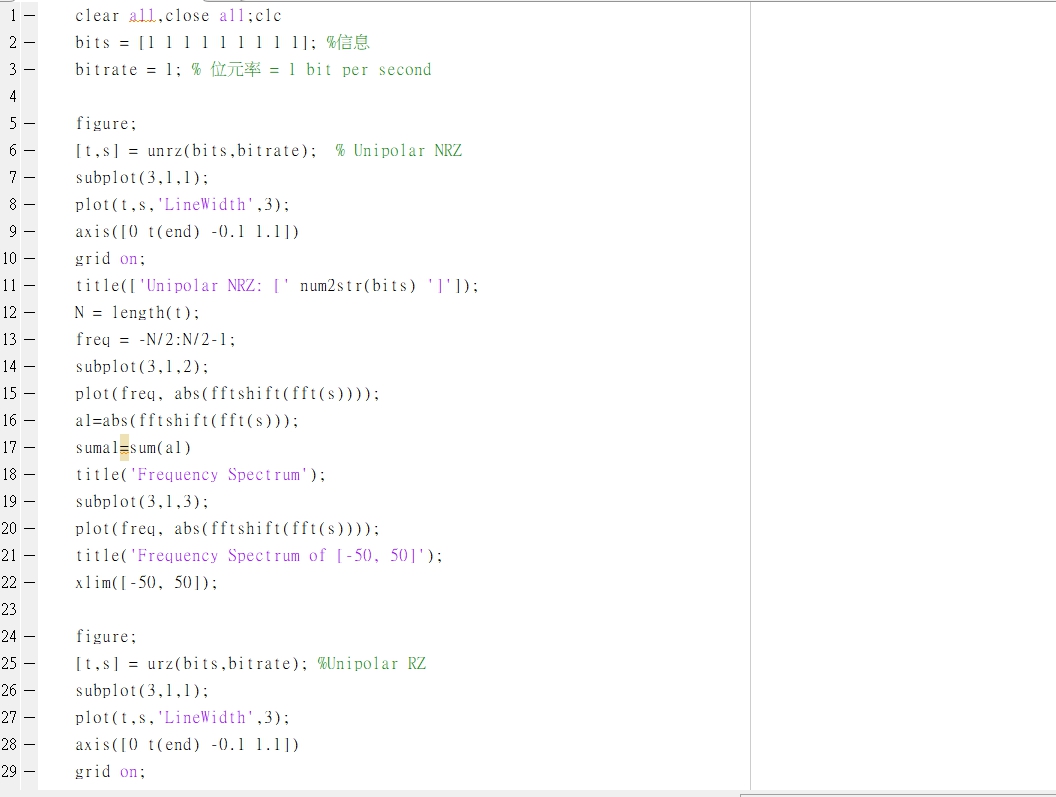 1 – clear all,close all;clc
2 – bits = [1 1 1 1 1 1 1 1 1]; %信息
3 – bitrate = 1; % 位元率 = 1 bit per second
4
5 – figure;
6 – [t,s] = unrz(bits,bitrate);  % Unipolar NRZ
7 – subplot(3,1,1);
8 – plot(t,s,'LineWidth',3);
9 – axis([0 t(end) -0.1 1.1])
10 – grid on;
11 – title(['Unipolar NRZ: [' num2str(bits) ']']);
12 – N = length(t);
13 – freq = -N/2:N/2-1;
14 – subplot(3,1,2);
15 – plot(freq, abs(fftshift(fft(s))));
16 – a1=abs(fftshift(fft(s)));
17 – suma1=sum(a1)
18 – title('Frequency Spectrum');
19 – subplot(3,1,3);
20 – plot(freq, abs(fftshift(fft(s))));
21 – title('Frequency Spectrum of [-50, 50]');
22 – xlim([-50, 50]);
23
24 – figure;
25 – [t,s] = urz(bits,bitrate); %Unipolar RZ
26 – subplot(3,1,1);
27 – plot(t,s,'LineWidth',3);
28 – axis([0 t(end) -0.1 1.1])
29 – grid on;